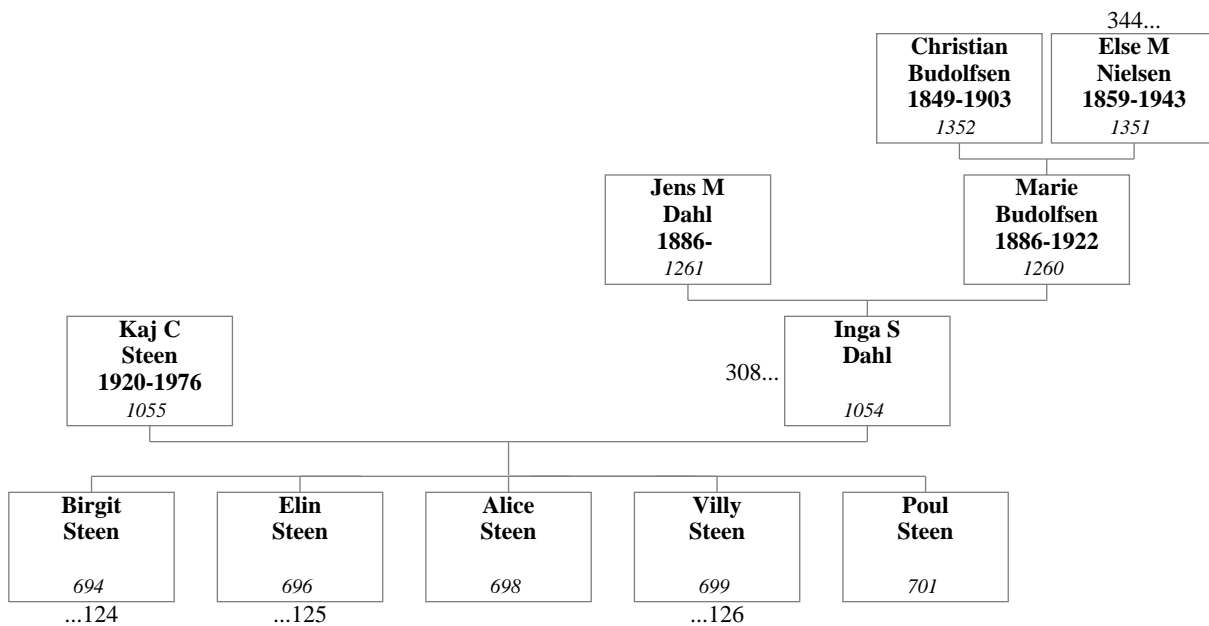 344...
Christian
Budolfsen
1849-1903
1352
Else M
Nielsen
1859-1943
1351
Jens M
Dahl
1886-
1261
Marie
Budolfsen
1886-1922
1260
Kaj C
Steen
1920-1976
1055
308...
Inga S
Dahl
1054
Birgit
Steen
694
...124
Elin
Steen
696
...125
Alice
Steen
698
Villy
Steen
699
...126
Poul
Steen
701